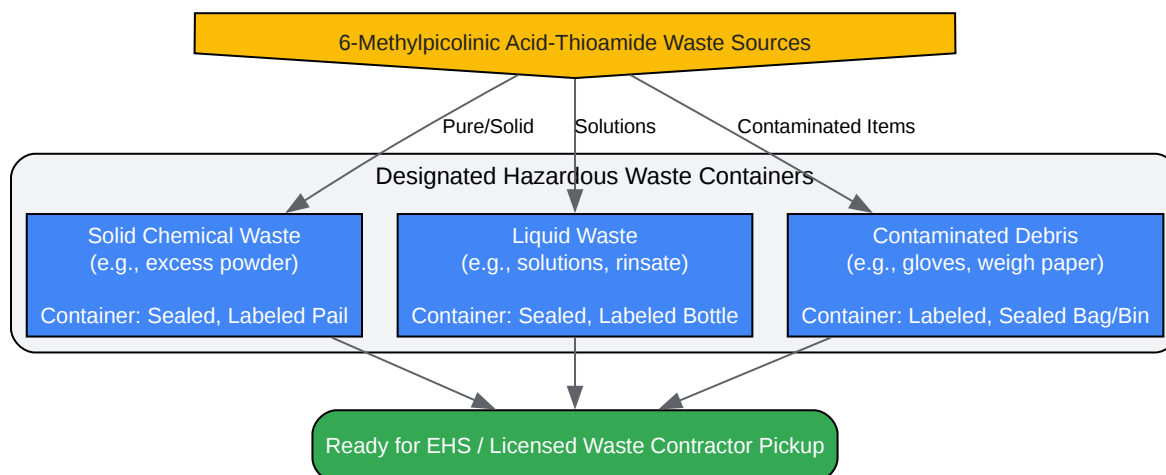 6-Methylpicolinic Acid-Thioamide Waste Sources
Pure/Solid
Solutions
Contaminated Items
Designated Hazardous Waste Containers
Solid Chemical Waste
(e.g., excess powder)
Container: Sealed, Labeled Pail
Liquid Waste
(e.g., solutions, rinsate)
Container: Sealed, Labeled Bottle
Contaminated Debris
(e.g., gloves, weigh paper)
Container: Labeled, Sealed Bag/Bin
Ready for EHS / Licensed Waste Contractor Pickup